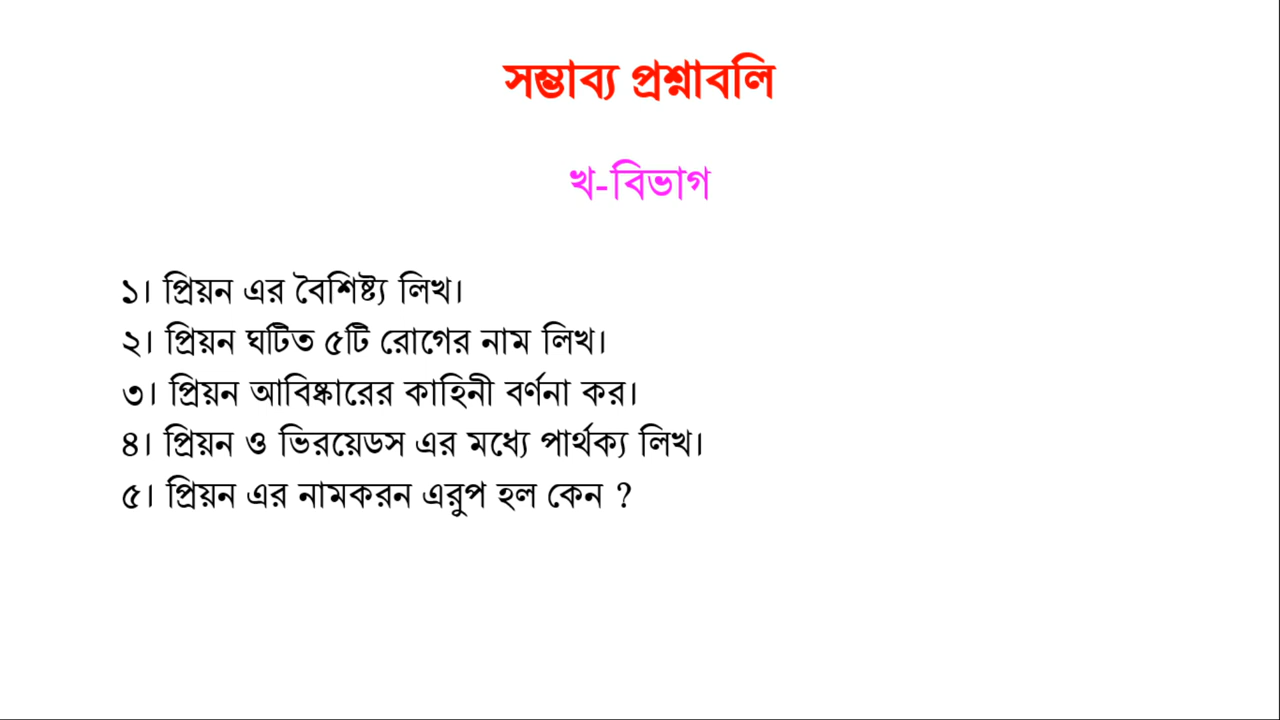 সম্ভাব্য প্রশ্নাবলি
খ-বিভাগ
১। প্রিয়ন এর বৈশিষ্ট্য লিখ।
২। প্রিয়ন ঘটিত ৫টি রোগের নাম লিখ।
৩। প্রিয়ন আবিষ্কারের কাহিনী বর্ণনা কর।
৪। প্রিয়ন ও ভিরয়েডস এর মধ্যে পার্থক্য লিখ।
৫। প্রিয়ন এর নামকরন এরুপ হল কেন ?